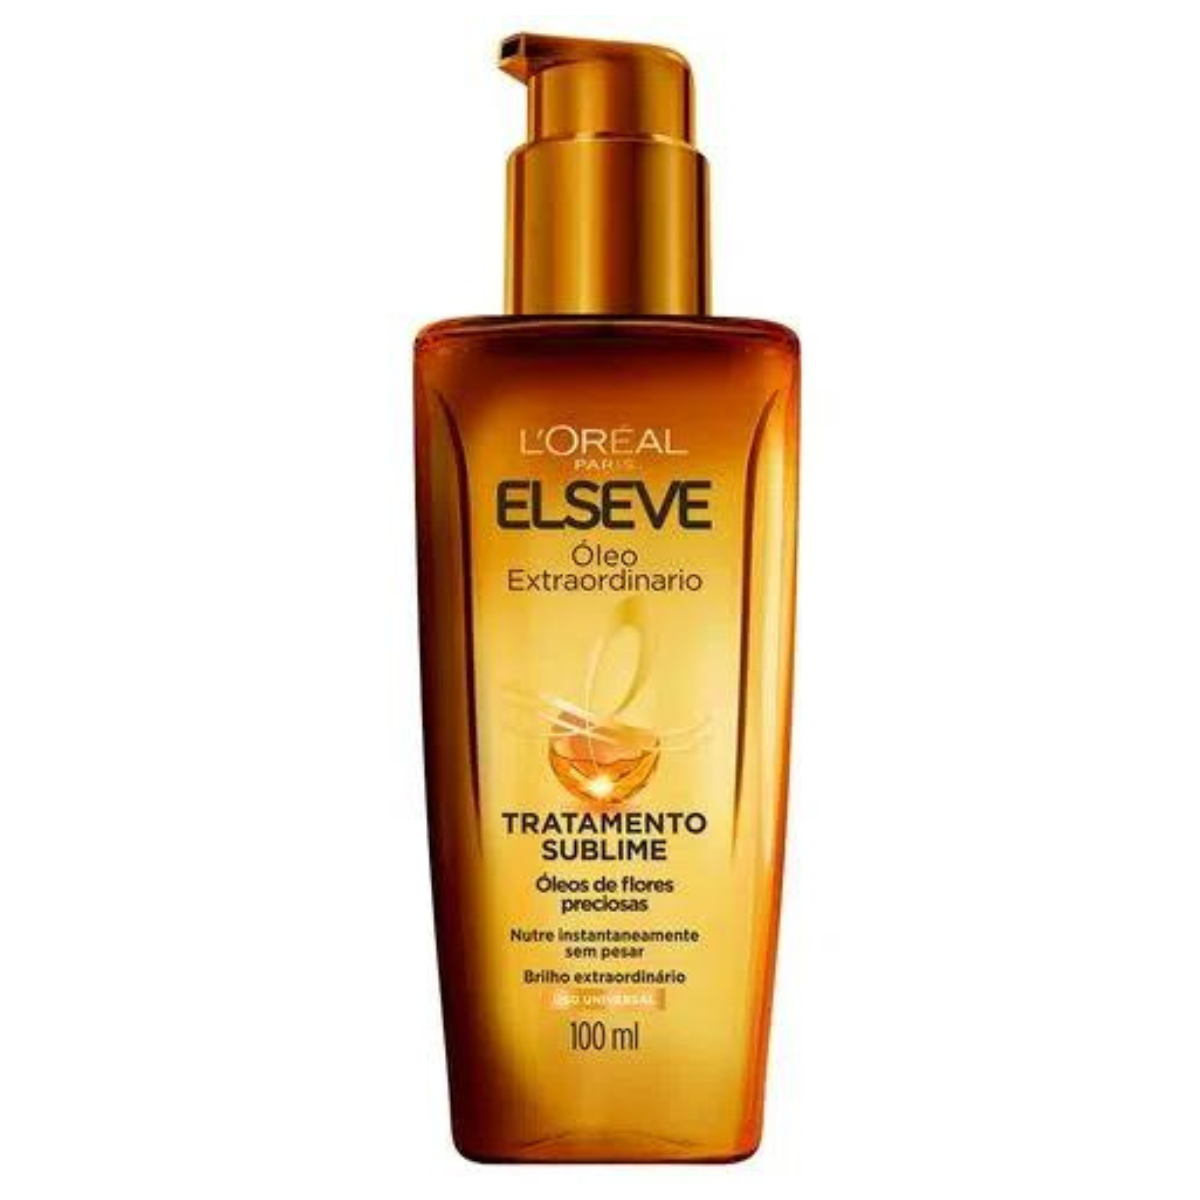 L'ORÉAL
PARIS
ELSEVE
Óleo
Extraordinario
TRATAMENTO
SUBLIME
Óleos de flores
preciosas
Nutre instantaneamente
sem pesar
Brilho extraordinário
USO UNIVERSAL
100 ml